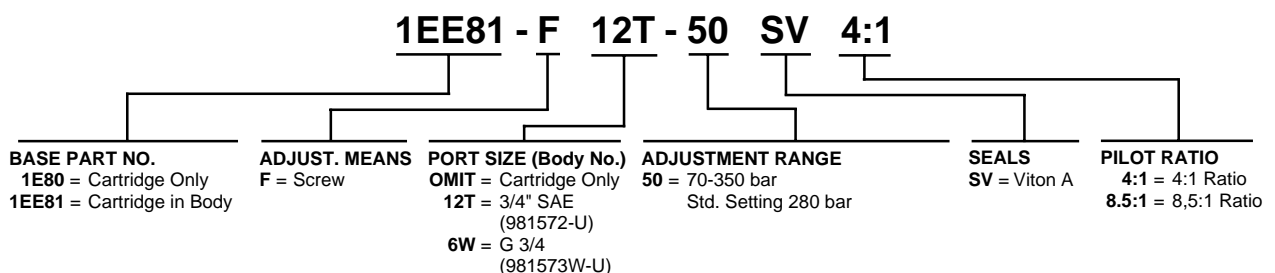 1EE81 - F 12T - 50 SV 4:1
BASE PART NO.
1E80 = Cartridge Only
1EE81 = Cartridge in Body
ADJUST. MEANS
F = Screw
PORT SIZE (Body No.)
OMIT = Cartridge Only
12T = 3/4" SAE
(981572-U)
6W = G 3/4
(981573W-U)
ADJUSTMENT RANGE
50 = 70-350 bar
Std. Setting 280 bar
SEALS
SV = Viton A
PILOT RATIO
4:1 = 4:1 Ratio
8.5:1 = 8,5:1 Ratio